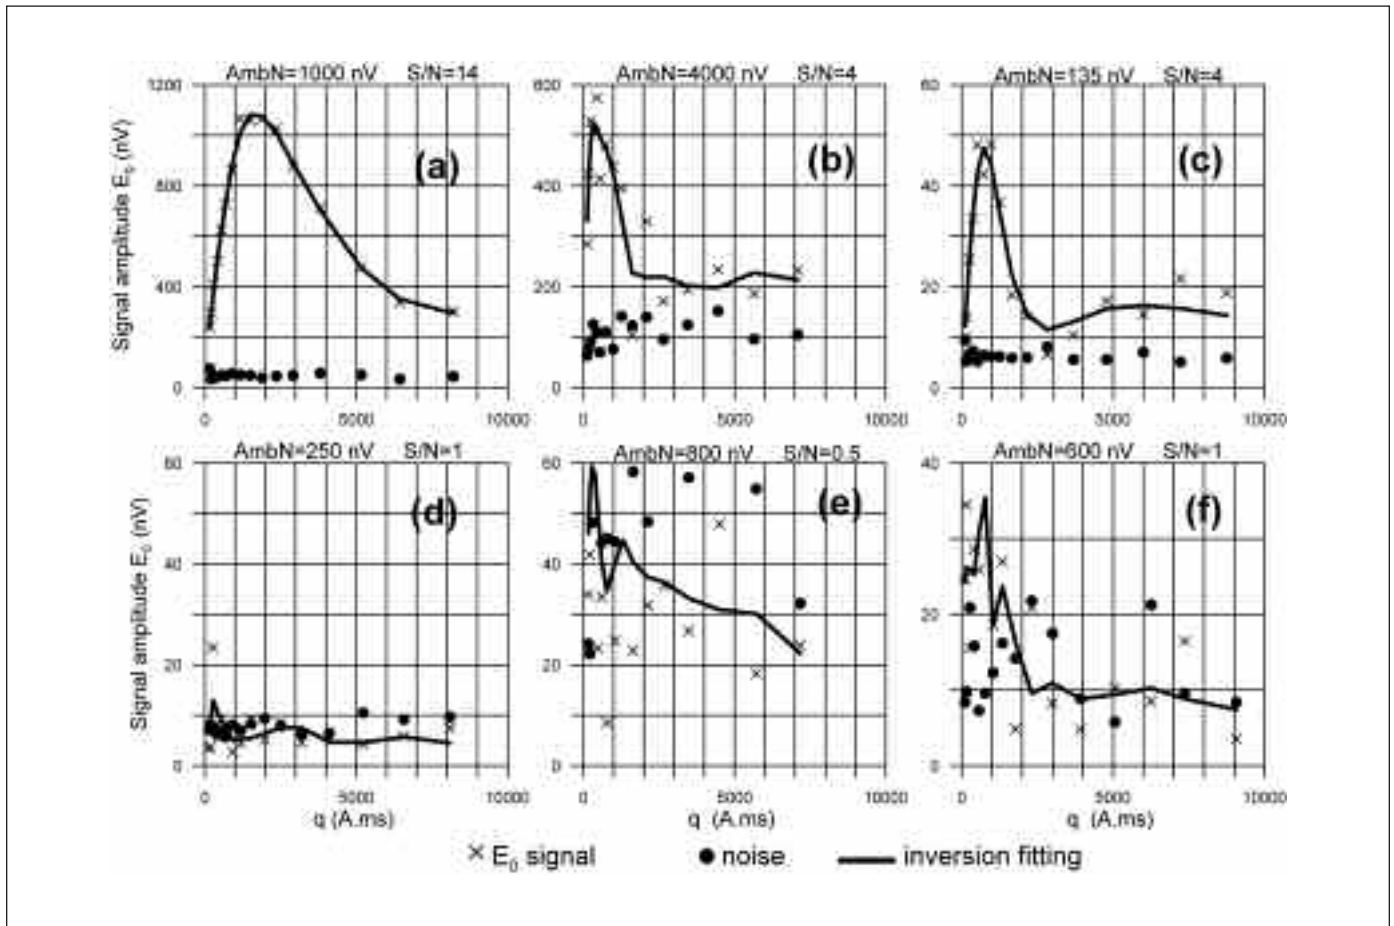 AmbN=1000 nV S/N=14
AmbN=4000 nV S/N=4
AmbN=135 nV S/N=4
Signal amplitude E₀ (nV)
1200
800
400
0
(a)
0 5000 10000
600
400
200
0
(b)
0 5000 10000
60
40
20
0
(c)
0 5000 10000
AmbN=250 nV S/N=1
AmbN=800 nV S/N=0.5
AmbN=600 nV S/N=1
Signal amplitude E₀ (nV)
60
40
20
0
(d)
0 5000 10000
q (A.ms)
60
40
20
0
(e)
0 5000 10000
q (A.ms)
40
20
0
(f)
0 5000 10000
q (A.ms)
× E₀ signal ● noise — inversion fitting